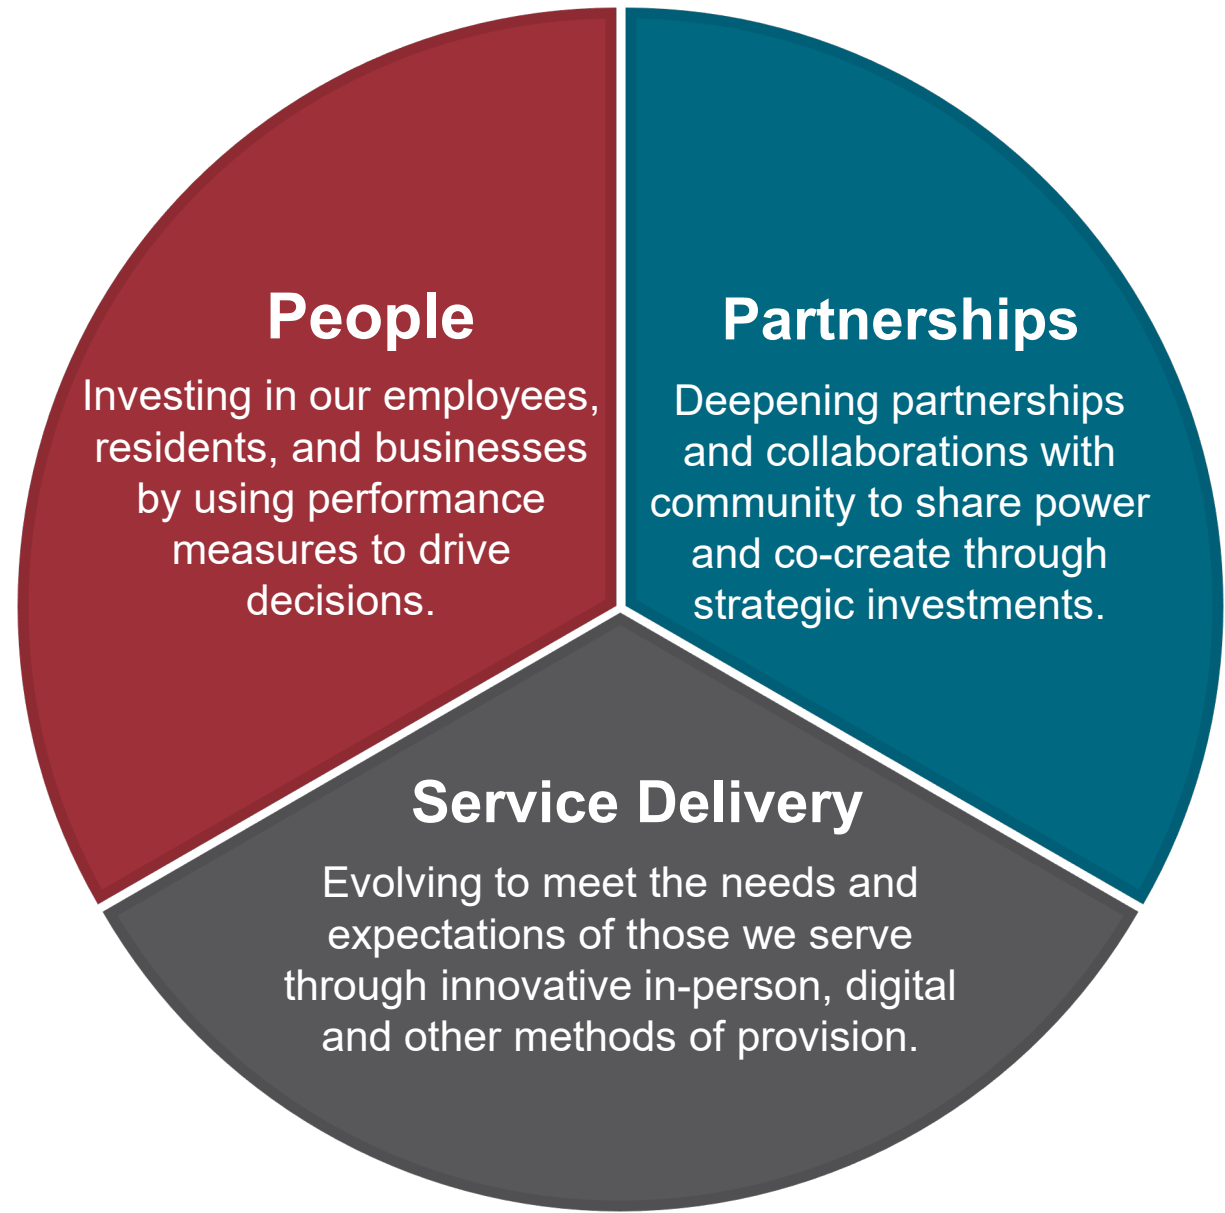 People
Investing in our employees,
residents, and businesses
by using performance
measures to drive
decisions.
Partnerships
Deepening partnerships
and collaborations with
community to share power
and co-create through
strategic investments.
Service Delivery
Evolving to meet the needs and
expectations of those we serve
through innovative in-person, digital
and other methods of provision.